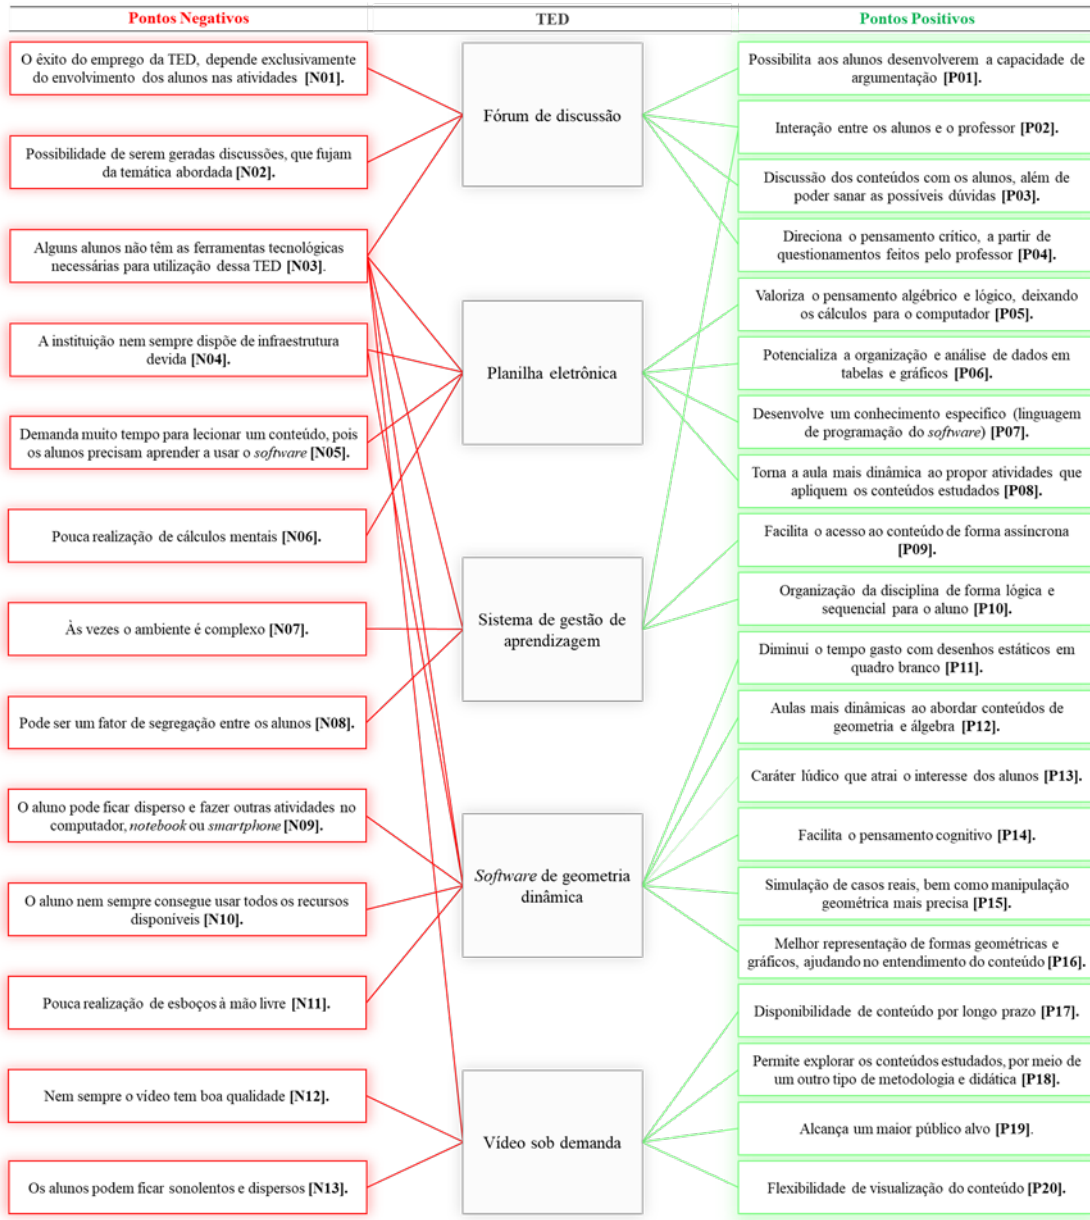 Pontos Negativos
TED
Pontos Positivos
O êxito do emprego da TED, depende exclusivamente
do envolvimento dos alunos nas atividades [N01].
Possibilidade de serem geradas discussões, que fujam
da temática abordada [N02].
Alguns alunos não têm as ferramentas tecnológicas
necessárias para utilização dessa TED [N03].
A instituição nem sempre dispõe de infraestrutura
devida [N04].
Demanda muito tempo para lecionar um conteúdo, pois
os alunos precisam aprender a usar o software [N05].
Pouca realização de cálculos mentais [N06].
Às vezes o ambiente é complexo [N07].
Pode ser um fator de segregação entre os alunos [N08].
O aluno pode ficar disperso e fazer outras atividades no
computador, notebook ou smartphone [N09].
O aluno nem sempre consegue usar todos os recursos
disponíveis [N10].
Pouca realização de esboços à mão livre [N11].
Nem sempre o vídeo tem boa qualidade [N12].
Os alunos podem ficar sonolentos e dispersos [N13].
Fórum de discussão
Planilha eletrônica
Sistema de gestão de
aprendizagem
Software de geometria
dinâmica
Vídeo sob demanda
Possibilita aos alunos desenvolverem a capacidade de
argumentação [P01].
Interação entre os alunos e o professor [P02].
Discussão dos conteúdos com os alunos, além de
poder sanar as possíveis dúvidas [P03].
Direciona o pensamento crítico, a partir de
questionamentos feitos pelo professor [P04].
Valoriza o pensamento algébrico e lógico, deixando
os cálculos para o computador [P05].
Potencializa a organização e análise de dados em
tabelas e gráficos [P06].
Desenvolve um conhecimento especifico (linguagem
de programação do software) [P07].
Torna a aula mais dinâmica ao propor atividades que
apliquem os conteúdos estudados [P08].
Facilita o acesso ao conteúdo de forma assíncrona
[P09].
Organização da disciplina de forma lógica e
sequencial para o aluno [P10].
Diminui o tempo gasto com desenhos estáticos em
quadro branco [P11].
Aulas mais dinâmicas ao abordar conteúdos de
geometria e álgebra [P12].
Caráter lúdico que atrai o interesse dos alunos [P13].
Facilita o pensamento cognitivo [P14].
Simulação de casos reais, bem como manipulação
geométrica mais precisa [P15].
Melhor representação de formas geométricas e
gráficos, ajudando no entendimento do conteúdo [P16].
Disponibilidade de conteúdo por longo prazo [P17].
Permite explorar os conteúdos estudados, por meio de
um outro tipo de metodologia e didática [P18].
Alcança um maior público alvo [P19].
Flexibilidade de visualização do conteúdo [P20].